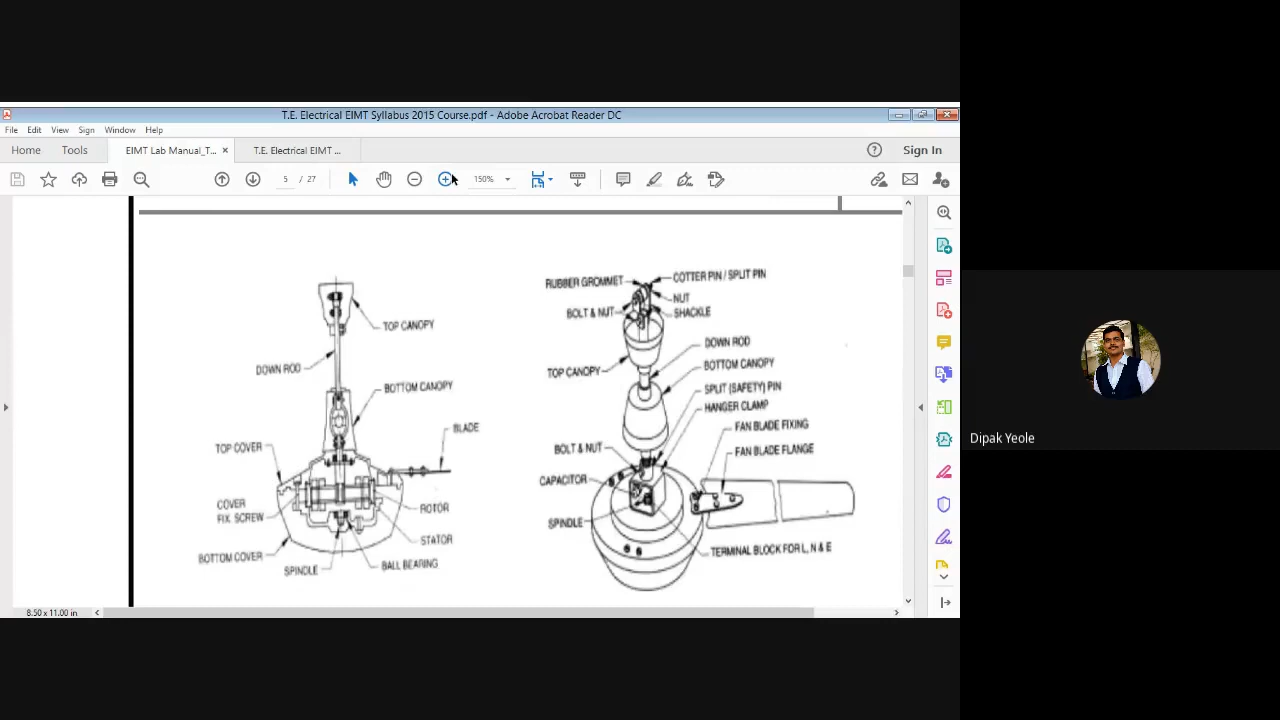 T.E. Electrical EIMT Syllabus 2015 Course.pdf - Adobe Acrobat Reader DC
File Edit View Sign Window Help
Home Tools EIMT Lab Manual_T... × T.E. Electrical EIMT ... Sign In
5 / 27 150%
RUBBER GROMMET COTTER PIN / SPLIT PIN
NUT
BOLT & NUT SHACKLE
TOP CANOPY
DOWN ROD
DOWN ROD
BOTTOM CANOPY
TOP CANOPY
BOTTOM CANOPY
SPLIT (SAFETY) PIN
HANGER CLAMP
BLADE
FAN BLADE FIXING
TOP COVER
BOLT & NUT
FAN BLADE FLANGE
CAPACITOR
COVER
FIX. SCREW
ROTOR
SPINDLE
STATOR
BOTTOM COVER
TERMINAL BLOCK FOR L, N & E
SPINDLE
BALL BEARING
8.50 x 11.00 in
Dipak Yeole